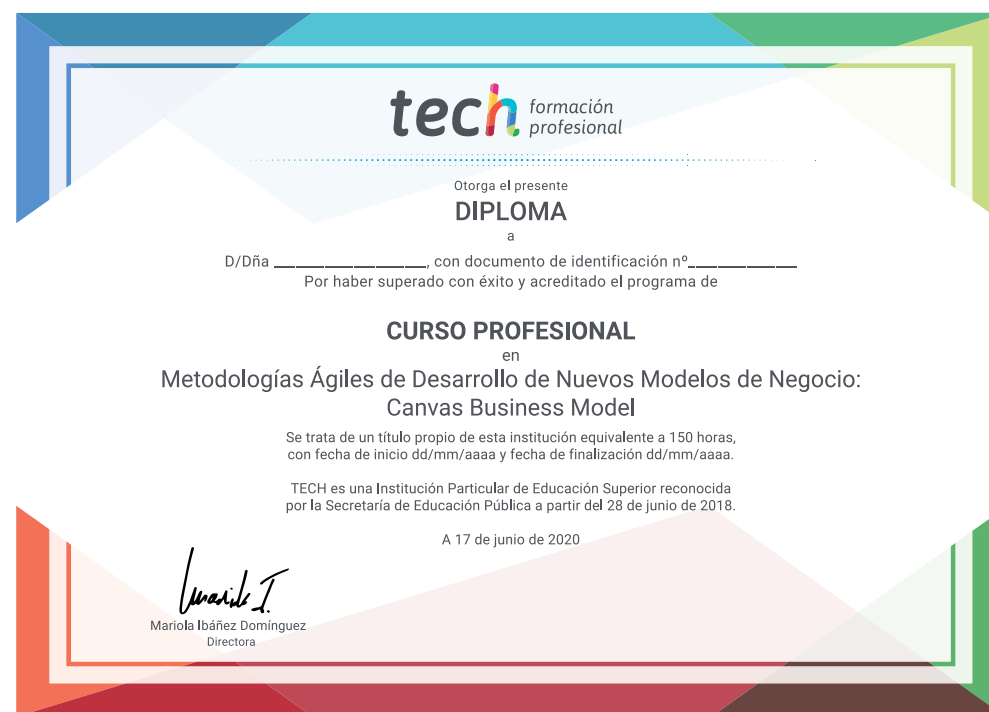 tech formación
profesional
Otorga el presente
DIPLOMA
a
D/Dña ____________________, con documento de identificación nº______________
Por haber superado con éxito y acreditado el programa de
CURSO PROFESIONAL
en
Metodologías Ágiles de Desarrollo de Nuevos Modelos de Negocio:
Canvas Business Model
Se trata de un título propio de esta institución equivalente a 150 horas,
con fecha de inicio dd/mm/aaaa y fecha de finalización dd/mm/aaaa.
TECH es una Institución Particular de Educación Superior reconocida
por la Secretaría de Educación Pública a partir del 28 de junio de 2018.
A 17 de junio de 2020
Mariola Ibáñez Domínguez
Directora